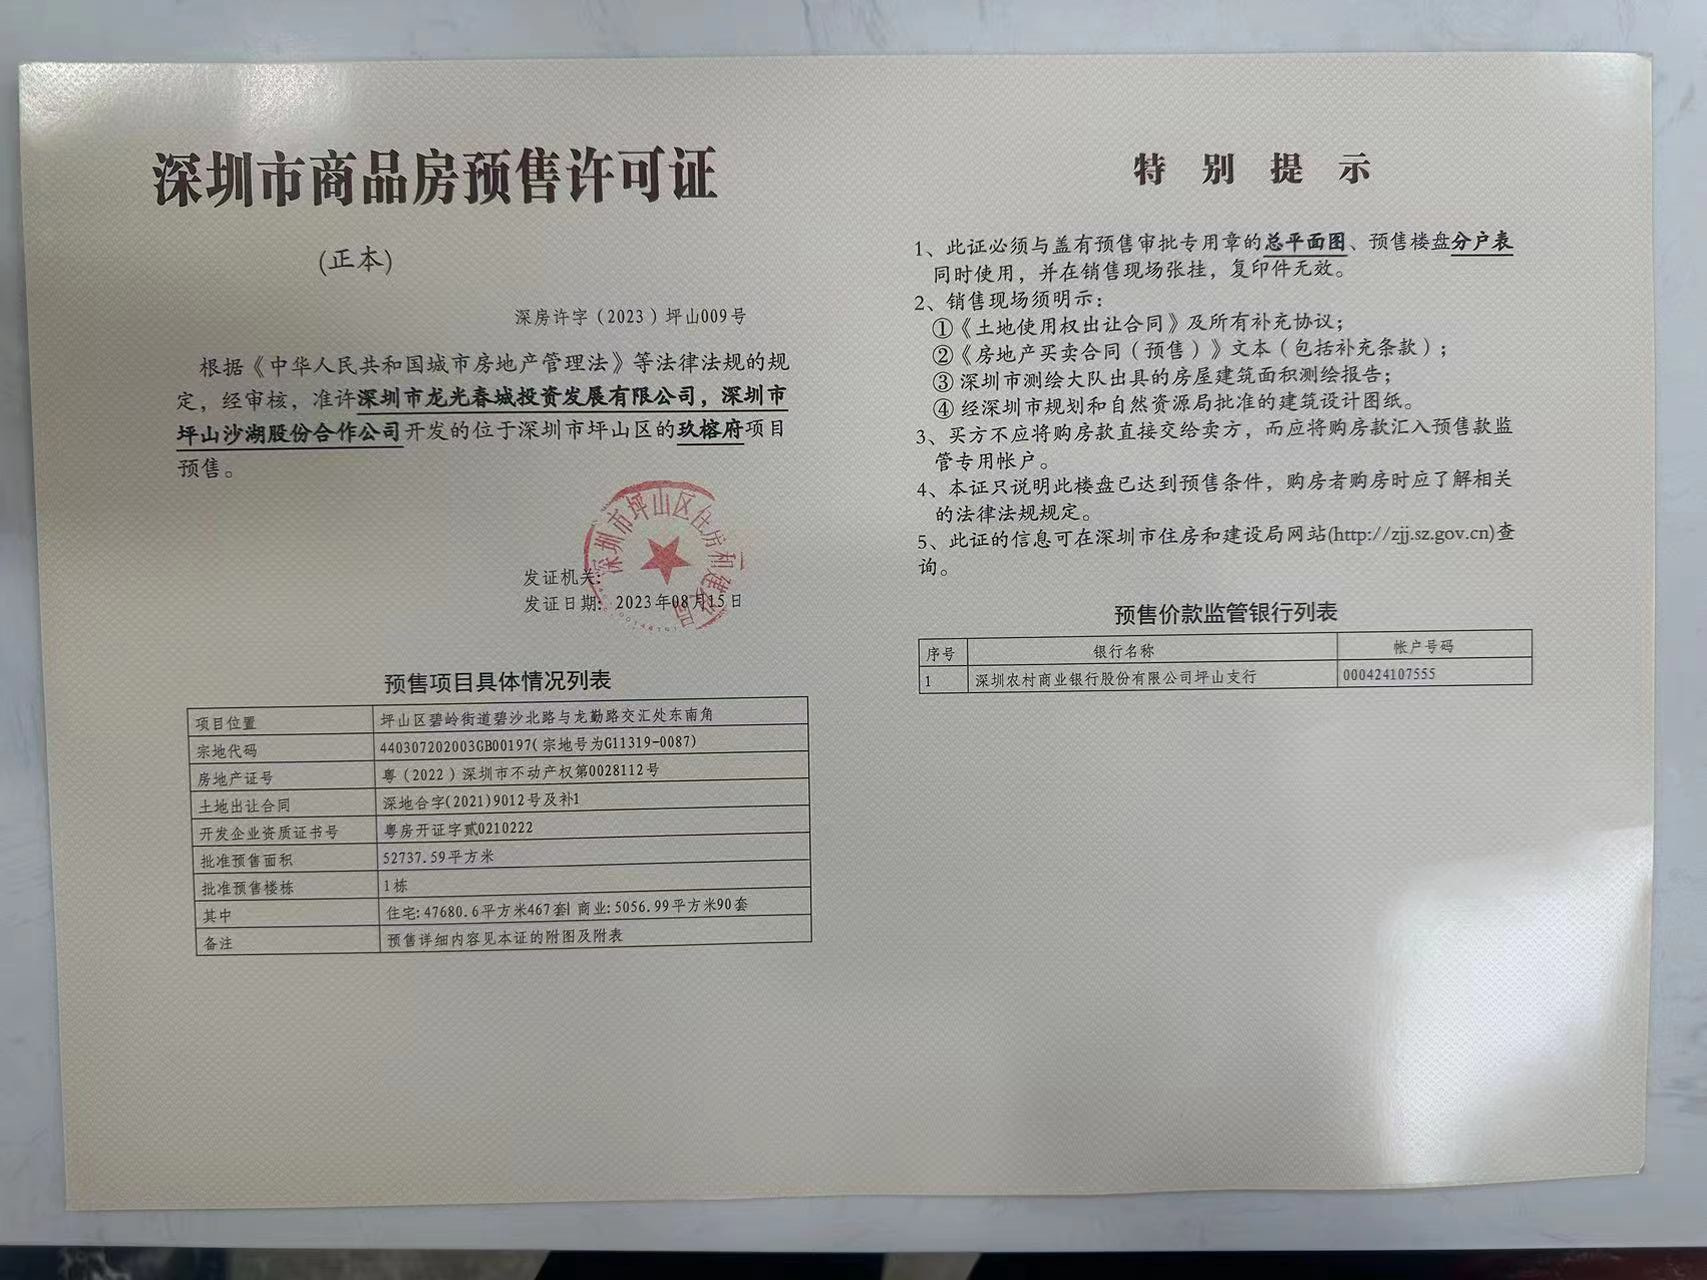 深圳市商品房预售许可证
(正本)
深房许字（2023）坪山009号
根据《中华人民共和国城市房地产管理法》等法律法规的规
定，经审核，准许深圳市龙光春城投资发展有限公司，深圳市
坪山沙湖股份合作公司开发的位于深圳市坪山区的玖榕府项目
预售。
深圳市坪山区住房和建设局
发证机关:
发证日期: 2023年08月15日
预售项目具体情况列表
项目位置 坪山区碧岭街道碧沙北路与龙勤路交汇处东南角
宗地代码 440307202003GB00197(宗地号为G11319-0087)
房地产证号 粤（2022）深圳市不动产权第0028112号
土地出让合同 深地合字(2021)9012号及补1
开发企业资质证书号 粤房开证字贰0210222
批准预售面积 52737.59平方米
批准预售楼栋 1栋
其中 住宅:47680.6平方米467套| 商业:5056.99平方米90套
备注 预售详细内容见本证的附图及附表
特别提示
1、此证必须与盖有预售审批专用章的总平面图、预售楼盘分户表
同时使用，并在销售现场张挂，复印件无效。
2、销售现场须明示：
①《土地使用权出让合同》及所有补充协议；
②《房地产买卖合同（预售）》文本（包括补充条款）；
③深圳市测绘大队出具的房屋建筑面积测绘报告；
④经深圳市规划和自然资源局批准的建筑设计图纸。
3、买方不应将购房款直接交给卖方，而应将购房款汇入预售款监
管专用帐户。
4、本证只说明此楼盘已达到预售条件，购房者购房时应了解相关
的法律法规规定。
5、此证的信息可在深圳市住房和建设局网站(http://zjj.sz.gov.cn)查
询。
预售价款监管银行列表
序号 银行名称 帐户号码
1 深圳农村商业银行股份有限公司坪山支行 000424107555